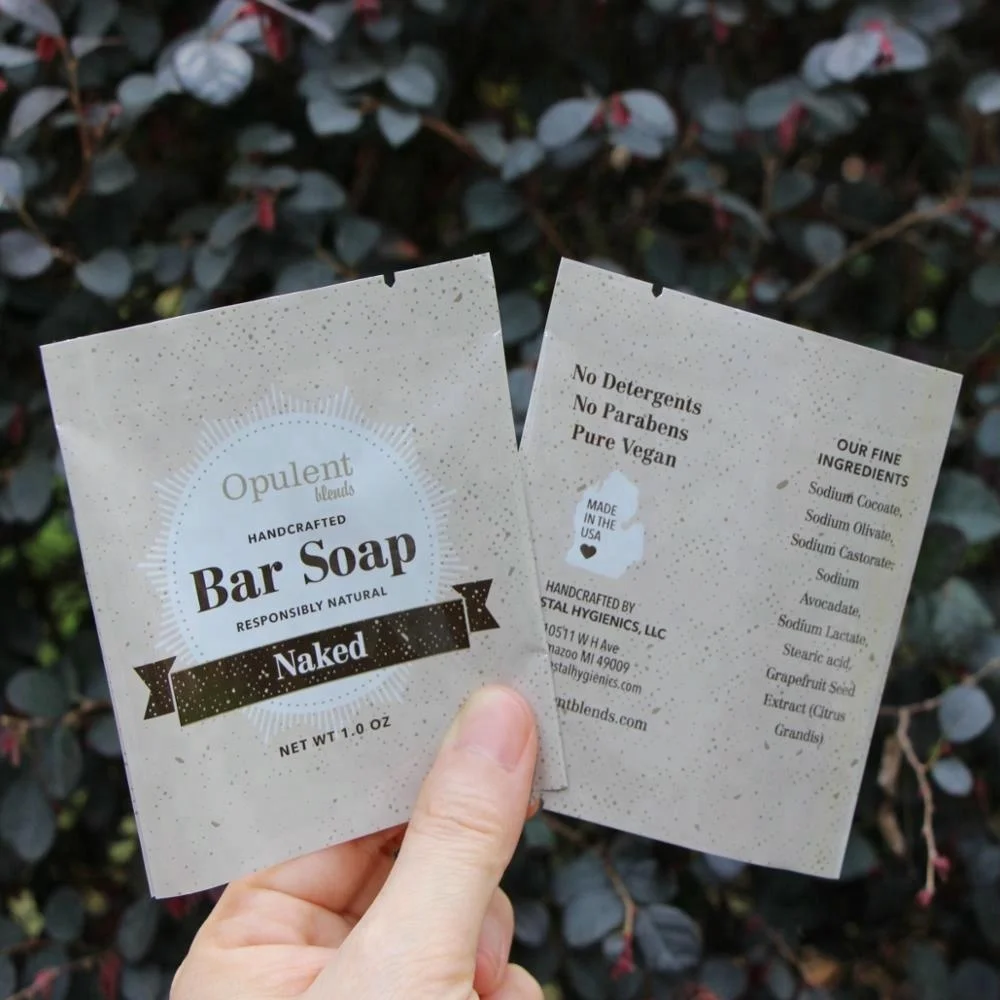 Opulent
blends
HANDCRAFTED
Bar Soap
RESPONSIBLY NATURAL
Naked
NET WT 1.0 OZ
No Detergents
No Parabens
Pure Vegan
MADE
IN THE
USA
HANDCRAFTED BY
STAL HYGIENICS, LLC
10511 W H Ave
mazoo MI 49009
stalhygienics.com
ntblends.com
OUR FINE
INGREDIENTS
Sodium Cocoate,
Sodium Olivate,
Sodium Castorate,
Sodium
Avocadate,
Sodium Lactate,
Stearic acid,
Grapefruit Seed
Extract (Citrus
Grandis)